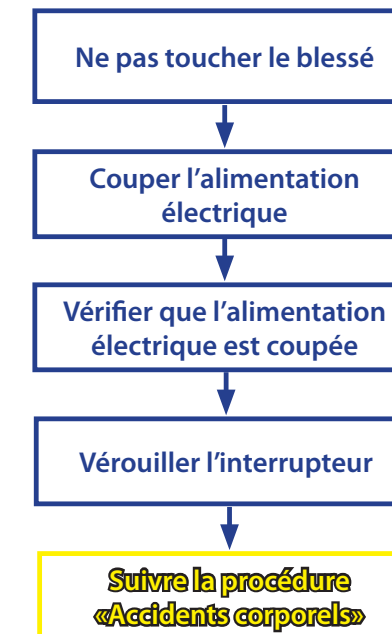 Ne pas toucher le blessé
Couper l’alimentation
électrique
Vérifier que l’alimentation
électrique est coupée
Vérouiller l’interrupteur
Suivre la procédure
«Accidents corporels»